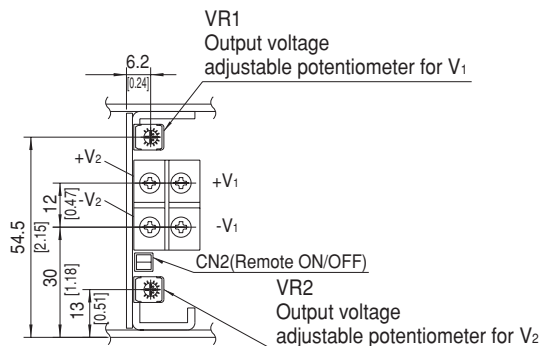 VR1
Output voltage
adjustable potentiometer for V1
6.2
[0.24]
+V2
+V1
-V2
-V1
12
[0.47]
54.5
[2.15]
30
[1.18]
13
[0.51]
CN2(Remote ON/OFF)
VR2
Output voltage
adjustable potentiometer for V2